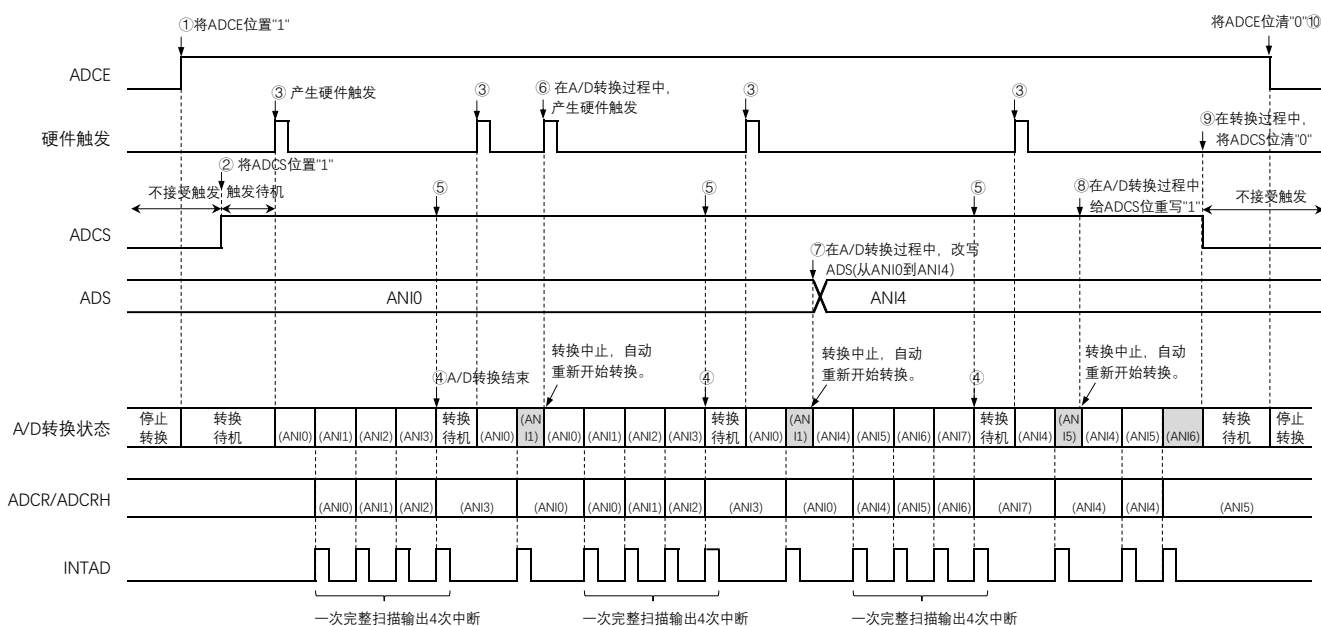 ①将ADCE位置"1"
将ADCE位清"0"⑩
ADCE
③ 产生硬件触发
③
⑥ 在A/D转换过程中，
产生硬件触发
③
③
硬件触发
⑨在转换过程中，
将ADCS位清"0"
② 将ADCS位置"1"
不接受触发
触发待机
⑤
⑤
⑤
⑧在A/D转换过程中
给ADCS位重写"1"
不接受触发
ADCS
⑦在A/D转换过程中，改写
ADS(从ANI0到ANI4)
ADS
ANI0
ANI4
④A/D转换结束
转换中止，自动
重新开始转换。
④
转换中止，自动
重新开始转换。
④
转换中止，自动
重新开始转换。
A/D转换状态
停止
转换
转换
待机
(ANI0)
(ANI1)
(ANI2)
(ANI3)
转换
待机
(ANI0)
(AN
I1)
(ANI0)
(ANI1)
(ANI2)
(ANI3)
转换
待机
(ANI0)
(AN
I1)
(ANI4)
(ANI5)
(ANI6)
(ANI7)
转换
待机
(ANI4)
(AN
I5)
(ANI4)
(ANI5)
(ANI6)
转换
待机
停止
转换
ADCR/ADCRH
(ANI0)
(ANI1)
(ANI2)
(ANI3)
(ANI0)
(ANI0)
(ANI1)
(ANI2)
(ANI3)
(ANI0)
(ANI4)
(ANI5)
(ANI6)
(ANI7)
(ANI4)
(ANI4)
(ANI5)
INTAD
一次完整扫描输出4次中断
一次完整扫描输出4次中断
一次完整扫描输出4次中断